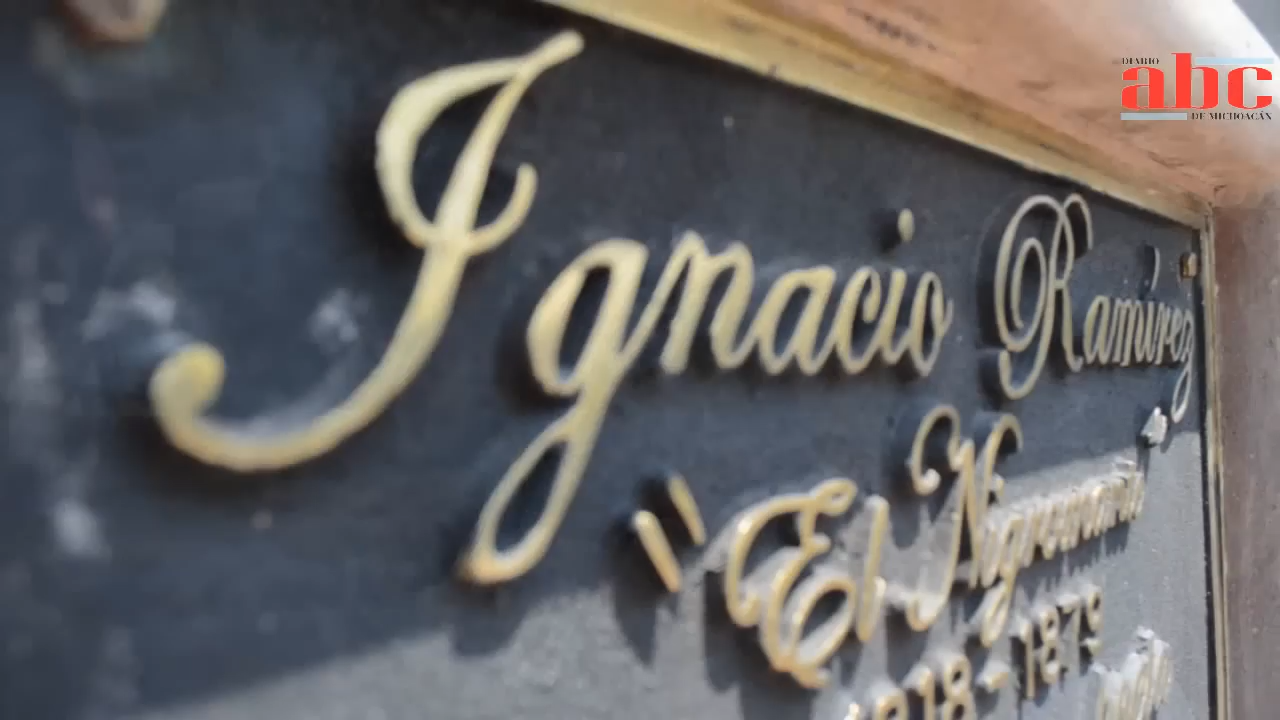 DIARIO
abc
DE MICHOACÁN
Ignacio Ramírez
"El Nigromante"
1818-1879